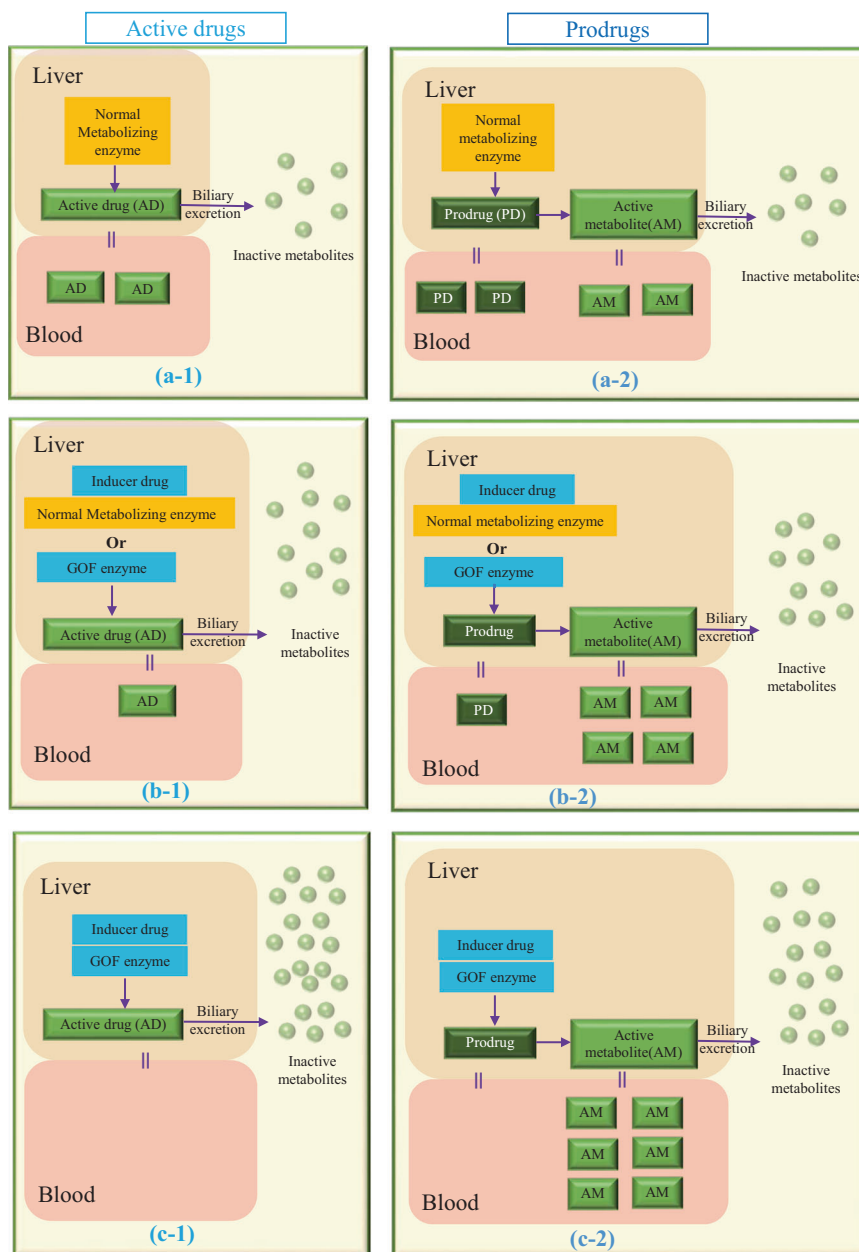 Active drugs
Prodrugs
Liver
Normal
Metabolizing
enzyme
Active drug (AD)
Biliary
excretion
Inactive metabolites
AD
AD
Blood
(a-1)
Liver
Normal
metabolizing
enzyme
Prodrug (PD)
Active
metabolite(AM)
Biliary
excretion
Inactive metabolites
PD
PD
AM
AM
Blood
(a-2)
Liver
Inducer drug
Normal Metabolizing enzyme
Or
GOF enzyme
Active drug (AD)
Biliary
excretion
Inactive
metabolites
AD
Blood
(b-1)
Liver
Inducer drug
Normal metabolizing enzyme
Or
GOF enzyme
Prodrug
Active
metabolite(AM)
Biliary
excretion
Inactive
metabolites
PD
AM
AM
AM
AM
Blood
(b-2)
Liver
Inducer drug
GOF enzyme
Active drug (AD)
Biliary
excretion
Inactive
metabolites
Blood
(c-1)
Liver
Inducer drug
GOF enzyme
Prodrug
Active
metabolite(AM)
Biliary
excretion
Inactive
metabolites
AM
AM
AM
AM
AM
AM
Blood
(c-2)